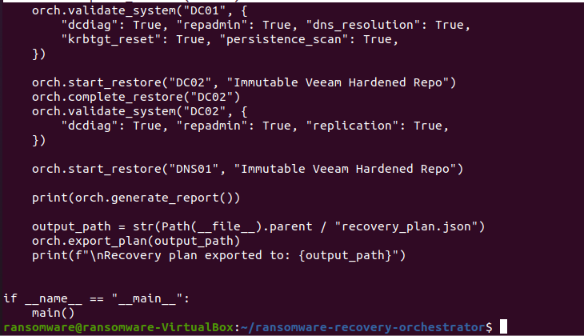 orch.validate_system("DC01", {
        "dcdiag": True, "repadmin": True, "dns_resolution": True,
        "krbtgt_reset": True, "persistence_scan": True,
    })

    orch.start_restore("DC02", "Immutable Veeam Hardened Repo")
    orch.complete_restore("DC02")
    orch.validate_system("DC02", {
        "dcdiag": True, "repadmin": True, "replication": True,
    })

    orch.start_restore("DNS01", "Immutable Veeam Hardened Repo")

    print(orch.generate_report())

    output_path = str(Path(__file__).parent / "recovery_plan.json")
    orch.export_plan(output_path)
    print(f"\nRecovery plan exported to: {output_path}")


if __name__ == "__main__":
    main()
ransomware@ransomware-VirtualBox:~/ransomware-recovery-orchestrator$